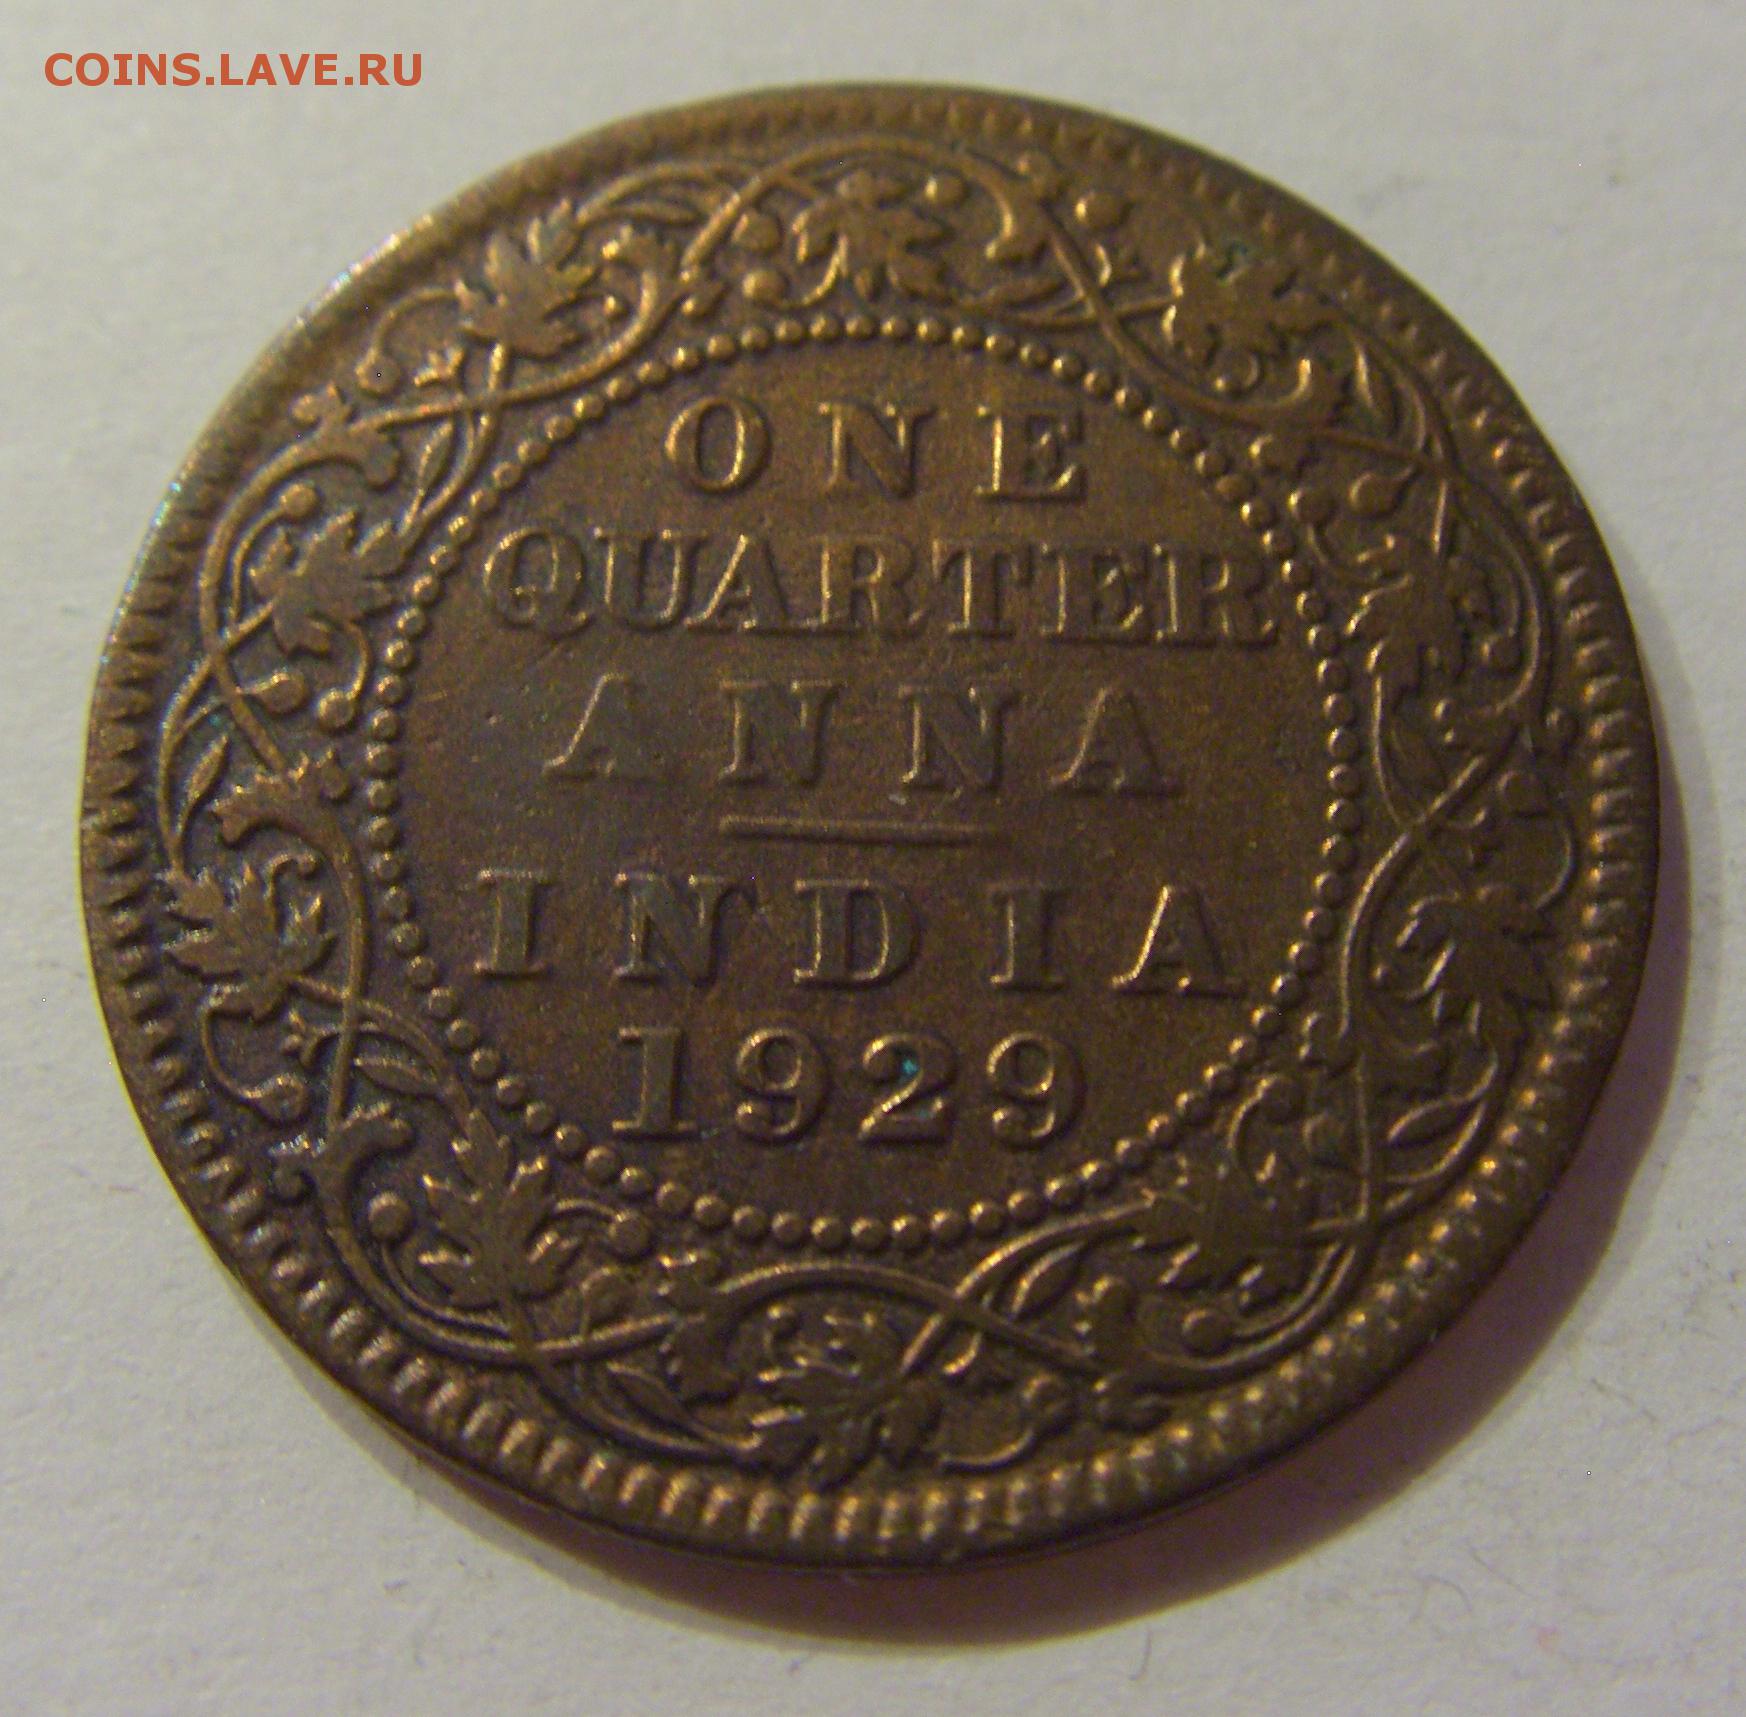 COINS.LAVE.RU
ONE
QUARTER
ANNA
INDIA
1929